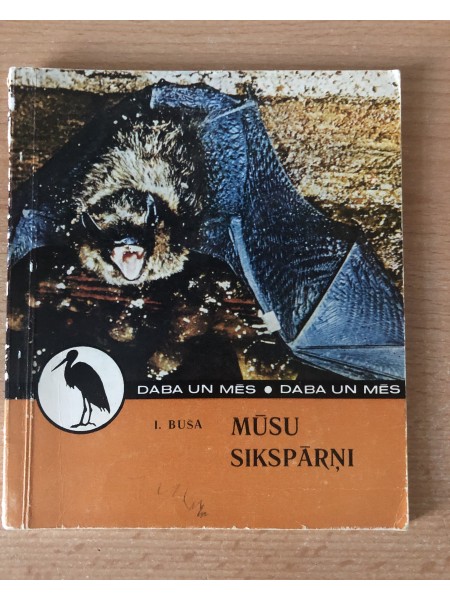 DABA UN MĒS • DABA UN MĒS
I. BUSA
MŪSU
SIKSPĀRŅI